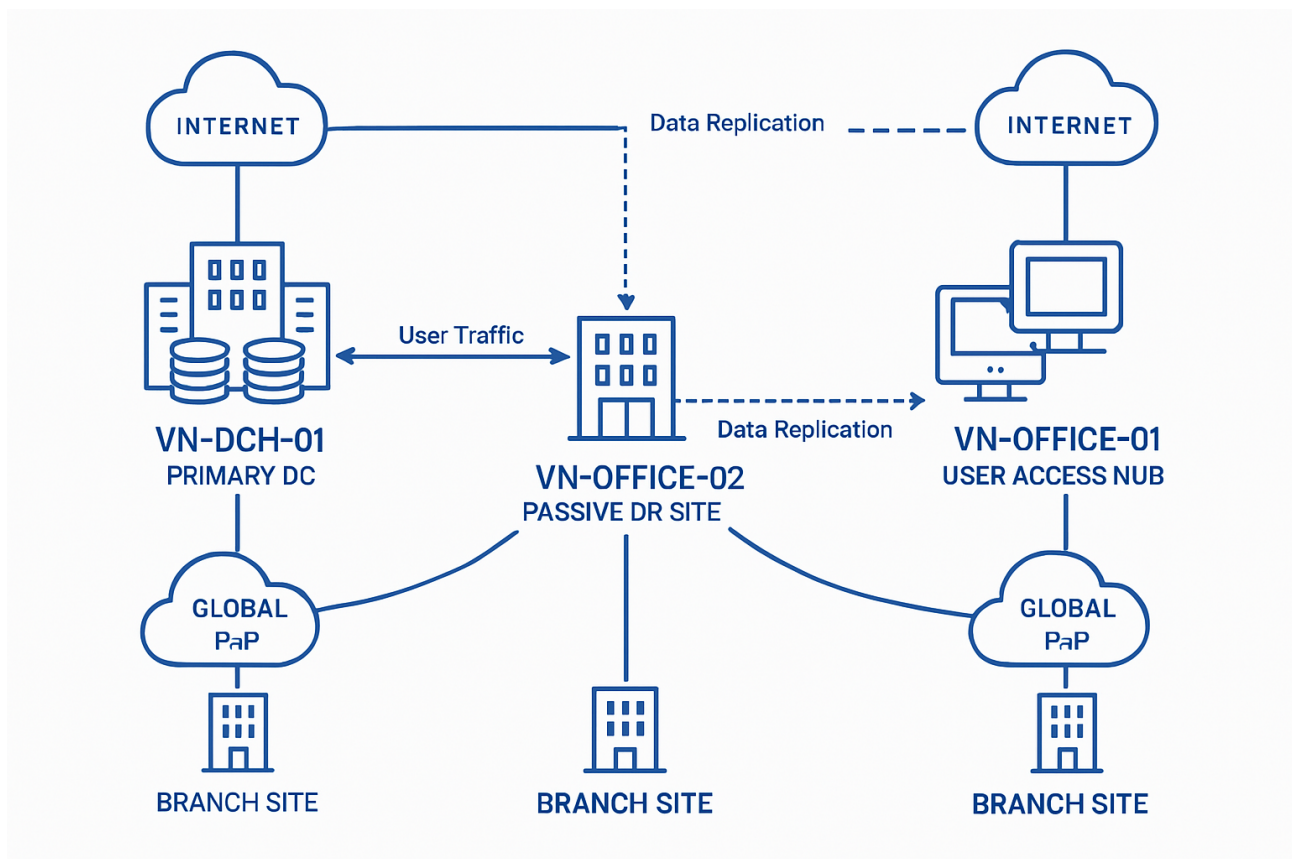 INTERNET
Data Replication
INTERNET
User Traffic
Data Replication
VN-DCH-01
PRIMARY DC
VN-OFFICE-02
PASSIVE DR SITE
VN-OFFICE-01
USER ACCESS NUB
GLOBAL
PaP
GLOBAL
PaP
BRANCH SITE
BRANCH SITE
BRANCH SITE